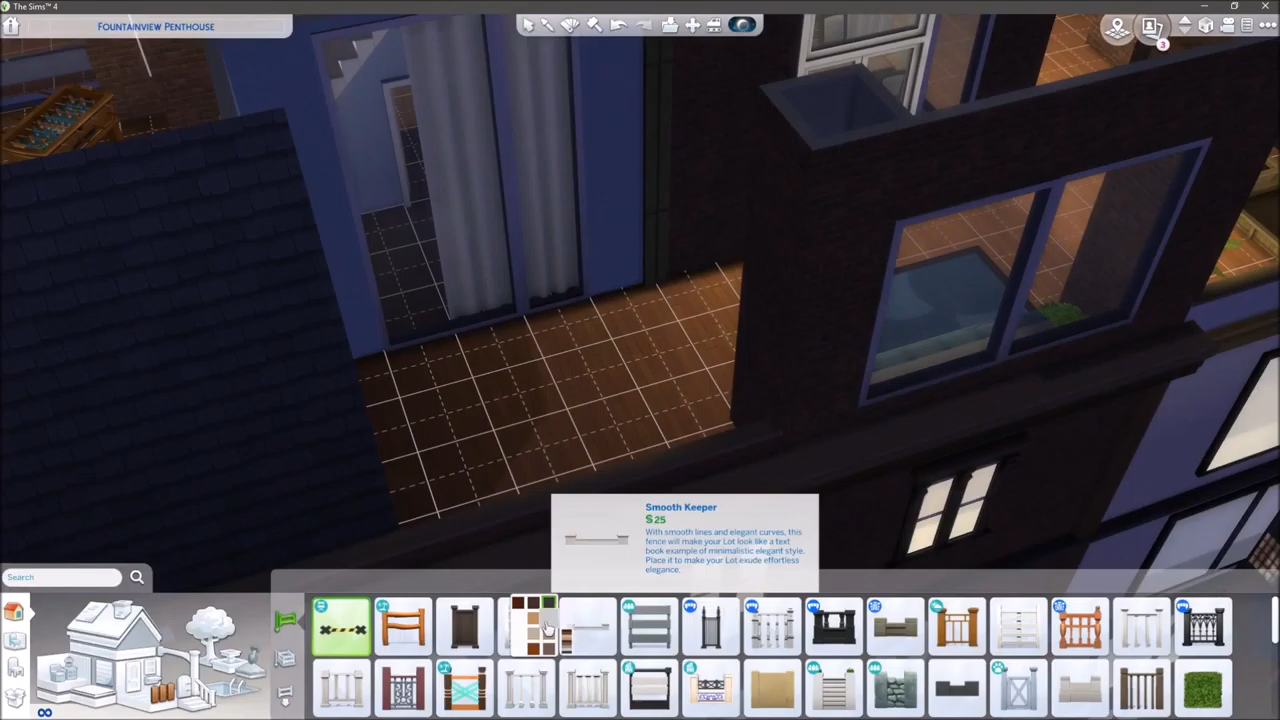 The Sims™ 4
Fountainview Penthouse
3
Smooth Keeper
§25
With smooth lines and elegant curves, this
fence will make your Lot look like a text
book example of minimalistic elegant style.
Place it to make your Lot exude effortless
elegance.
Search